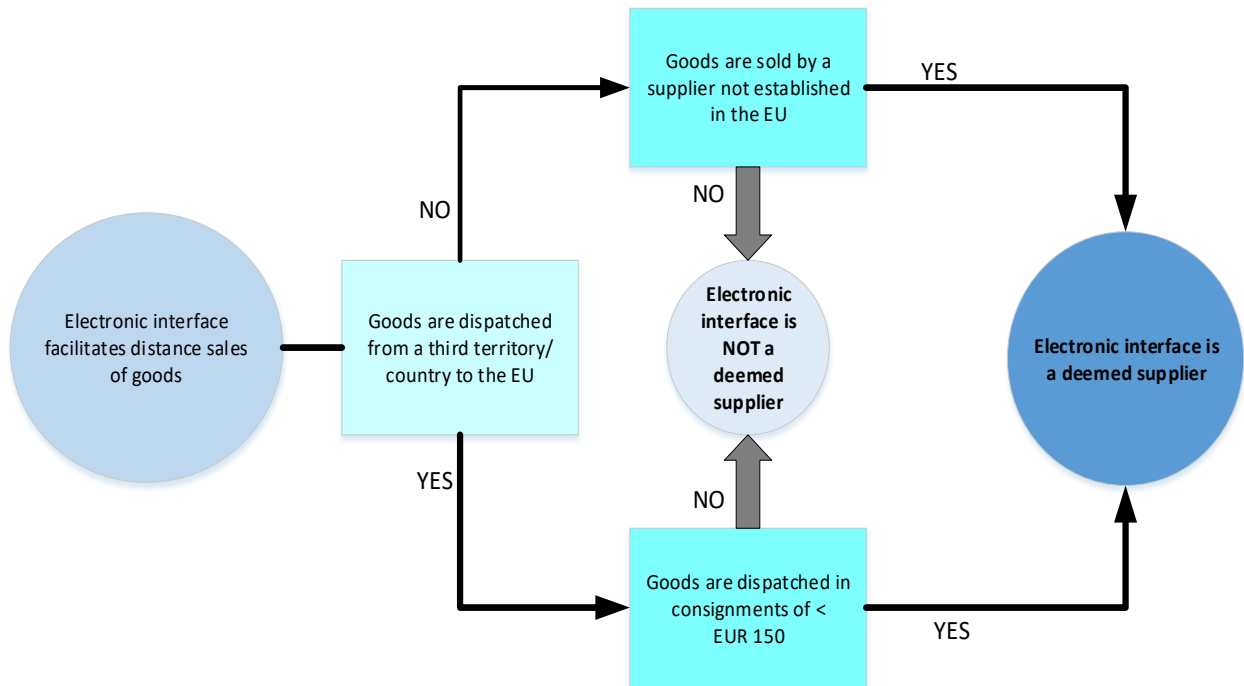 Electronic interface
facilitates distance sales
of goods
Goods are dispatched
from a third territory/
country to the EU
NO
Goods are sold by a
supplier not established
in the EU
YES
NO
Electronic
interface is
NOT a
deemed
supplier
Electronic interface is
a deemed supplier
YES
NO
Goods are dispatched in
consignments of <
EUR 150
YES